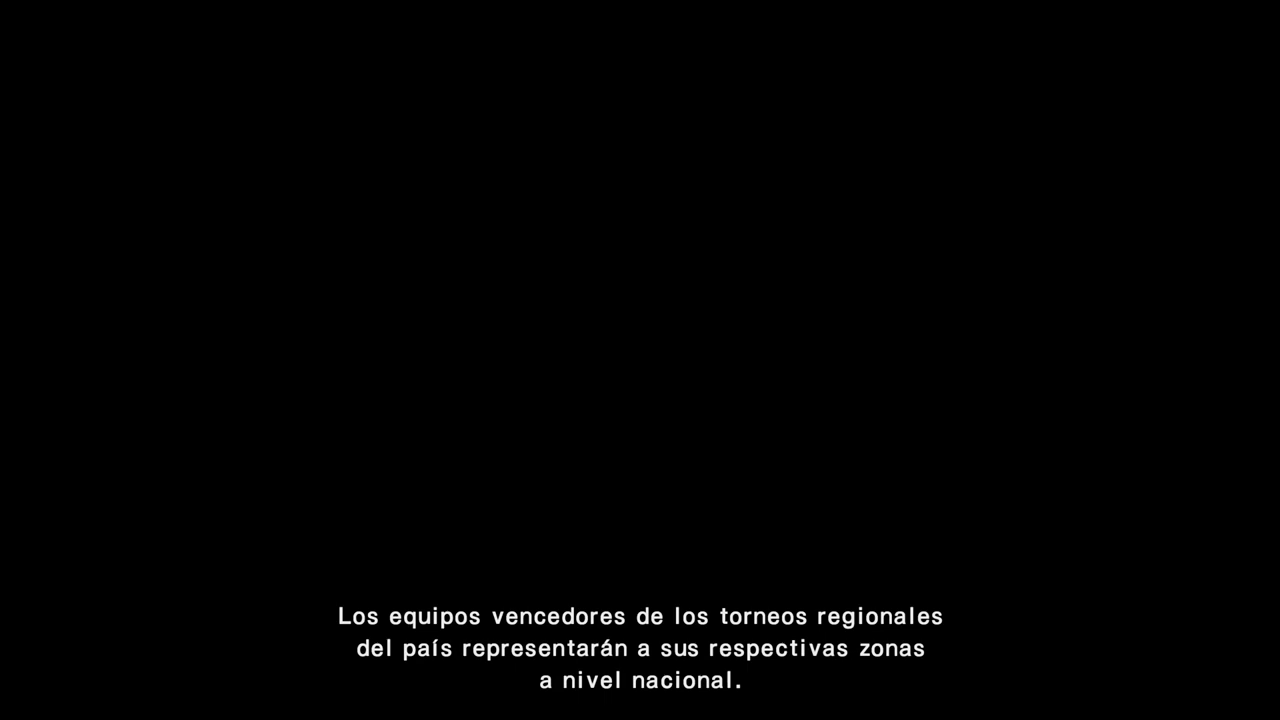 Los equipos vencedores de los torneos regionales
del país representarán a sus respectivas zonas
a nivel nacional.